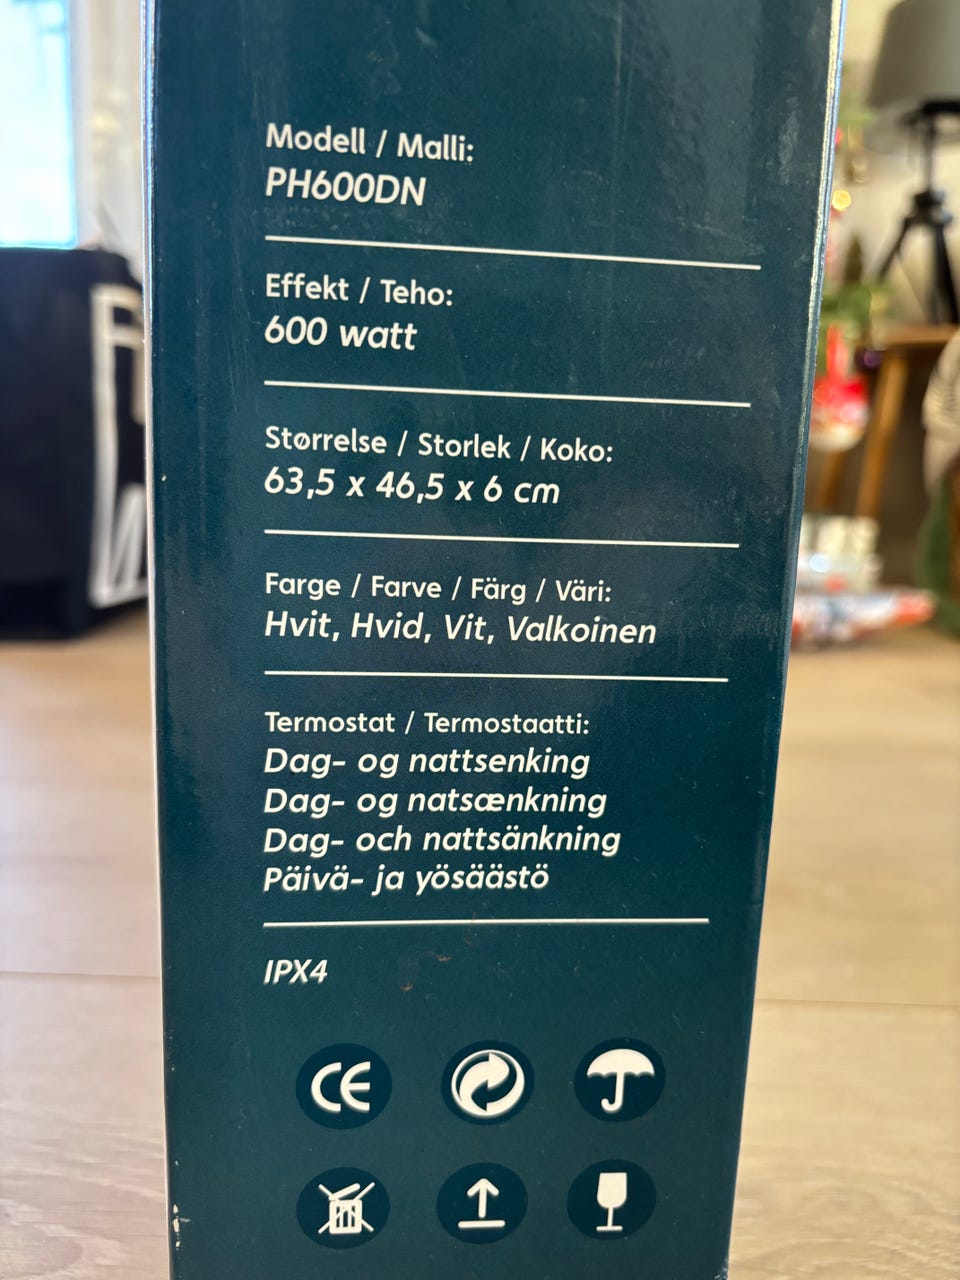 Modell / Malli:
PH600DN
Effekt / Teho:
600 watt
Størrelse / Storlek / Koko:
63,5 x 46,5 x 6 cm
Farge / Farve / Färg / Väri:
Hvit, Hvid, Vit, Valkoinen
Termostat / Termostaatti:
Dag- og nattsenking
Dag- og natsænkning
Dag- och nattsänkning
Päivä- ja yösäästö
IPX4
CE